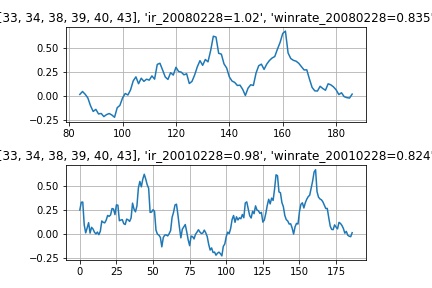 [33, 34, 38, 39, 40, 43], 'ir_20080228=1.02', 'winrate_20080228=0.835'
0.50
0.25
0.00
−0.25
80 100 120 140 160 180
[33, 34, 38, 39, 40, 43], 'ir_20010228=0.98', 'winrate_20010228=0.824'
0.50
0.25
0.00
−0.25
0 25 50 75 100 125 150 175